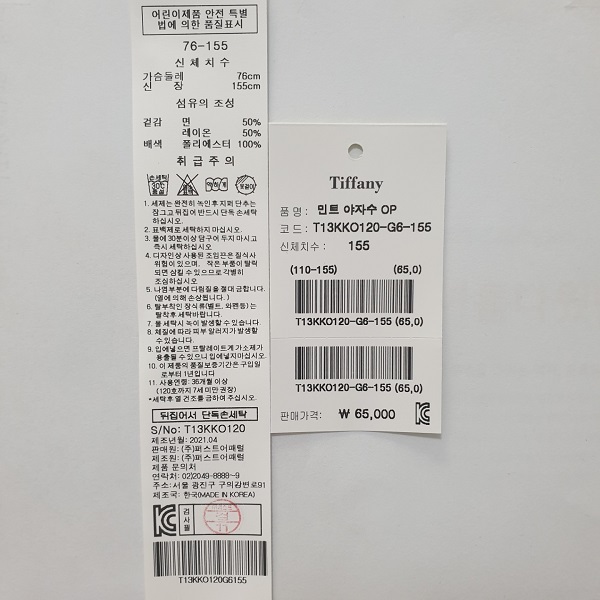 어린이제품 안전 특별
법에 의한 품질표시
76-155
신 체 치 수
가슴둘레 76cm
신 장 155cm
섬유의 조성
겉감 면 50%
레이온 50%
배색 폴리에스터 100%
취 급 주 의
손세탁
30℃
중성
약하게
옷걸이
1. 세제는 완전히 녹인후 지퍼 단추는
잠그고 뒤집어 반드시 단독 손세탁
하십시오.
2. 표백제로 세탁하지 마십시오.
3. 물에 30분이상 담구어 두지 마시고
즉시 세탁하십시오.
4. 디자인상 사용된 조임끈은 질식사
위험이 있으며, 작은 부품이 탈락
되면 삼킬 수 있으므로 각별히
조심하십시오.
5. 나염부분에 다림질을 절대 금합니다.
(열에 의해 손상됩니다.)
6. 탈부착인 장식류(벨트, 와펜등)는
탈착후 세탁바랍니다.
7. 물 세탁시 녹이 발생할 수 있습니다.
8. 체질에 따라 피부 알러지가 발생할
수 있습니다.
9. 입에넣으면 프탈레이트계 가소제가
용출될 수 있으니 입에넣지마십시오.
10. 이 제품의 품질보증기간은 구입일
로부터 1년입니다
11. 사용연령: 36개월 이상
(120호까지 7세 미만 권장)
*세탁후 열 건조를 금하여 주십시오.
뒤집어서 단독손세탁
S/No: T13KKO120
제조년월: 2021.04
판매원: (주)퍼스트어패럴
제조원: (주)퍼스트어패럴
제품 문의처
연락처: 02)2049-8888~9
주소: 서울 광진구 구의강변로91
제조국: 한국(MADE IN KOREA)
검사필
T13KKO120G6155
Tiffany
품 명 : 민트 야자수 OP
코 드 : T13KKO120-G6-155
신체치수 : 155
(110-155) (65,0)
T13KKO120-G6-155 (65,0)
T13KKO120-G6-155 (65,0)
판매가격: ₩ 65,000